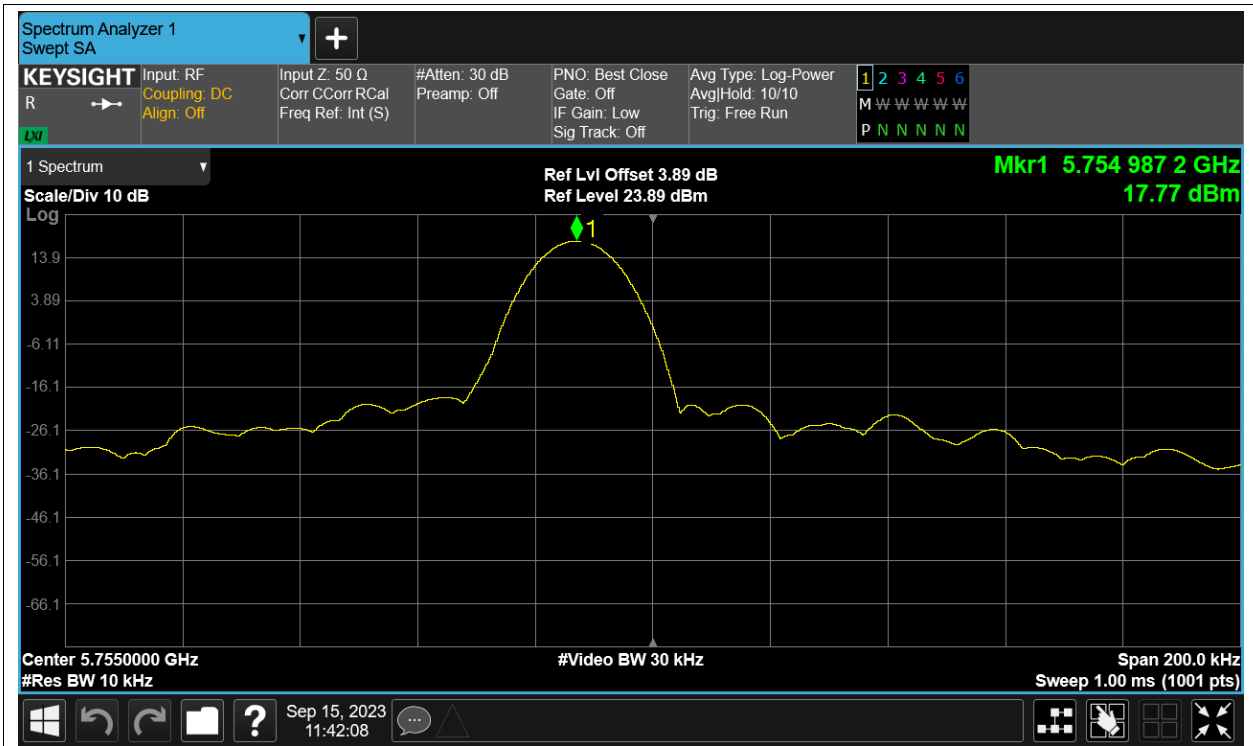 Spectrum Analyzer 1
Swept SA
▼
+
KEYSIGHT
R
LXI
Input: RF
Coupling: DC
Align: Off
Input Z: 50 Ω
Corr CCorr RCal
Freq Ref: Int (S)
#Atten: 30 dB
Preamp: Off
PNO: Best Close
Gate: Off
IF Gain: Low
Sig Track: Off
Avg Type: Log-Power
Avg|Hold: 10/10
Trig: Free Run
1 2 3 4 5 6
M W W W W W
P N N N N N
1 Spectrum ▼
Scale/Div 10 dB
Log
Ref Lvl Offset 3.89 dB
Ref Level 23.89 dBm
Mkr1 5.754 987 2 GHz
17.77 dBm
1
13.9
3.89
-6.11
-16.1
-26.1
-36.1
-46.1
-56.1
-66.1
Center 5.7550000 GHz
#Res BW 10 kHz
#Video BW 30 kHz
Span 200.0 kHz
Sweep 1.00 ms (1001 pts)
?
Sep 15, 2023
11:42:08